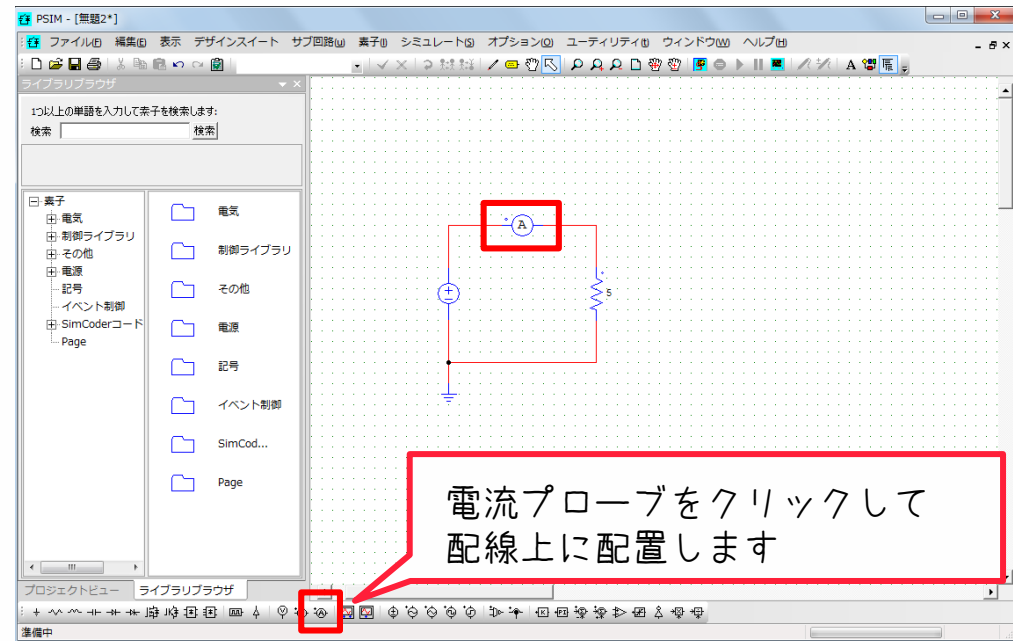 PSIM - [無題2*]
ファイル(F) 編集(E) 表示 デザインスイート サブ回路(u) 素子(I) シミュレート(S) オプション(O) ユーティリティ(t) ウィンドウ(W) ヘルプ(H)
ライブラリブラウザ
1つ以上の単語を入力して素子を検索します:
検索 検索
素子
電気
制御ライブラリ
その他
電源
記号
イベント制御
SimCoderコード
Page
電気
制御ライブラリ
その他
電源
記号
イベント制御
SimCod...
Page
A
5
電流プローブをクリックして
配線上に配置します
プロジェクトビュー ライブラリブラウザ
準備中